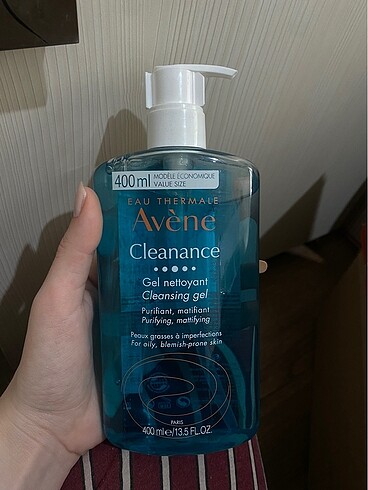 400ml MODÈLE ÉCONOMIQUE
VALUE SIZE
EAU THERMALE
Avène
Cleanance
Gel nettoyant
Cleansing gel
Purifiant, matifiant
Purifying, mattifying
Peaux grasses à imperfections
For oily, blemish-prone skin
PARIS
400 ml e/13.5 FL.OZ.